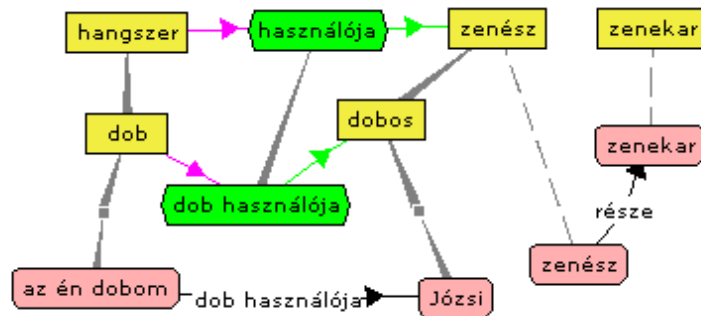 hangszer
használója
zenész
zenekar
dob
dobos
zenekar
dob használója
része
az én dobom
dob használója
Józsi
zenész